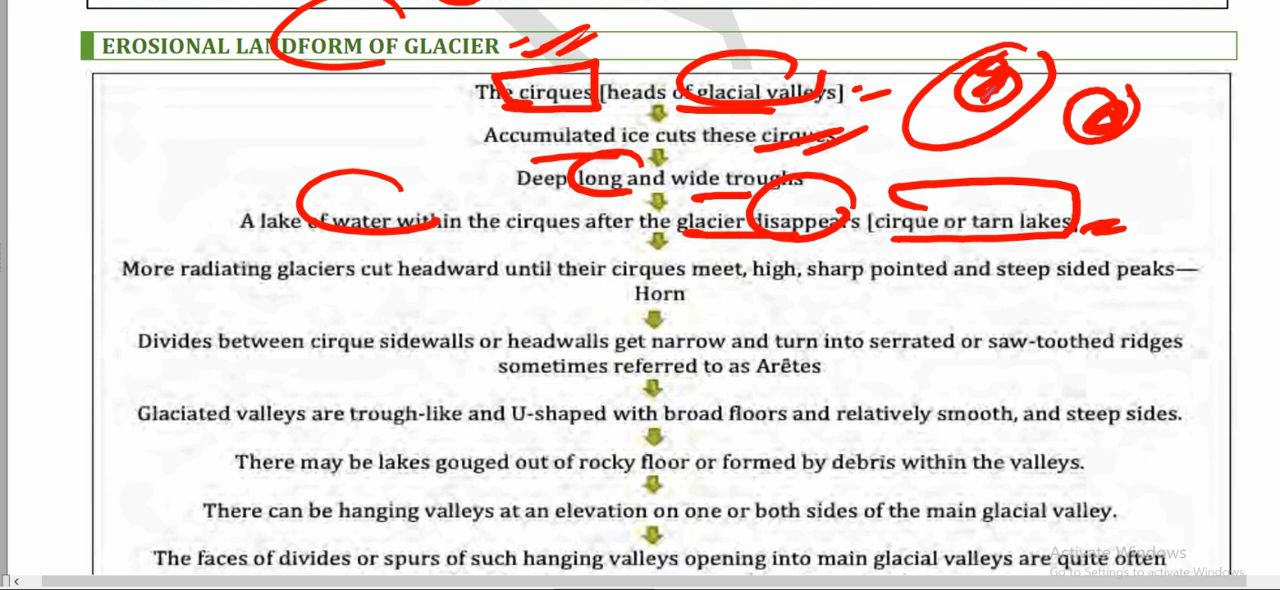 EROSIONAL LANDFORM OF GLACIER
The cirques [heads of glacial valleys]
Accumulated ice cuts these cirques
Deep long and wide troughs
A lake of water within the cirques after the glacier disappears [cirque or tarn lakes]
More radiating glaciers cut headward until their cirques meet, high, sharp pointed and steep sided peaks—
Horn
Divides between cirque sidewalls or headwalls get narrow and turn into serrated or saw-toothed ridges
sometimes referred to as Arêtes
Glaciated valleys are trough-like and U-shaped with broad floors and relatively smooth, and steep sides.
There may be lakes gouged out of rocky floor or formed by debris within the valleys.
There can be hanging valleys at an elevation on one or both sides of the main glacial valley.
The faces of divides or spurs of such hanging valleys opening into main glacial valleys are quite often
Activate Windows
Go to Settings to activate Windows.